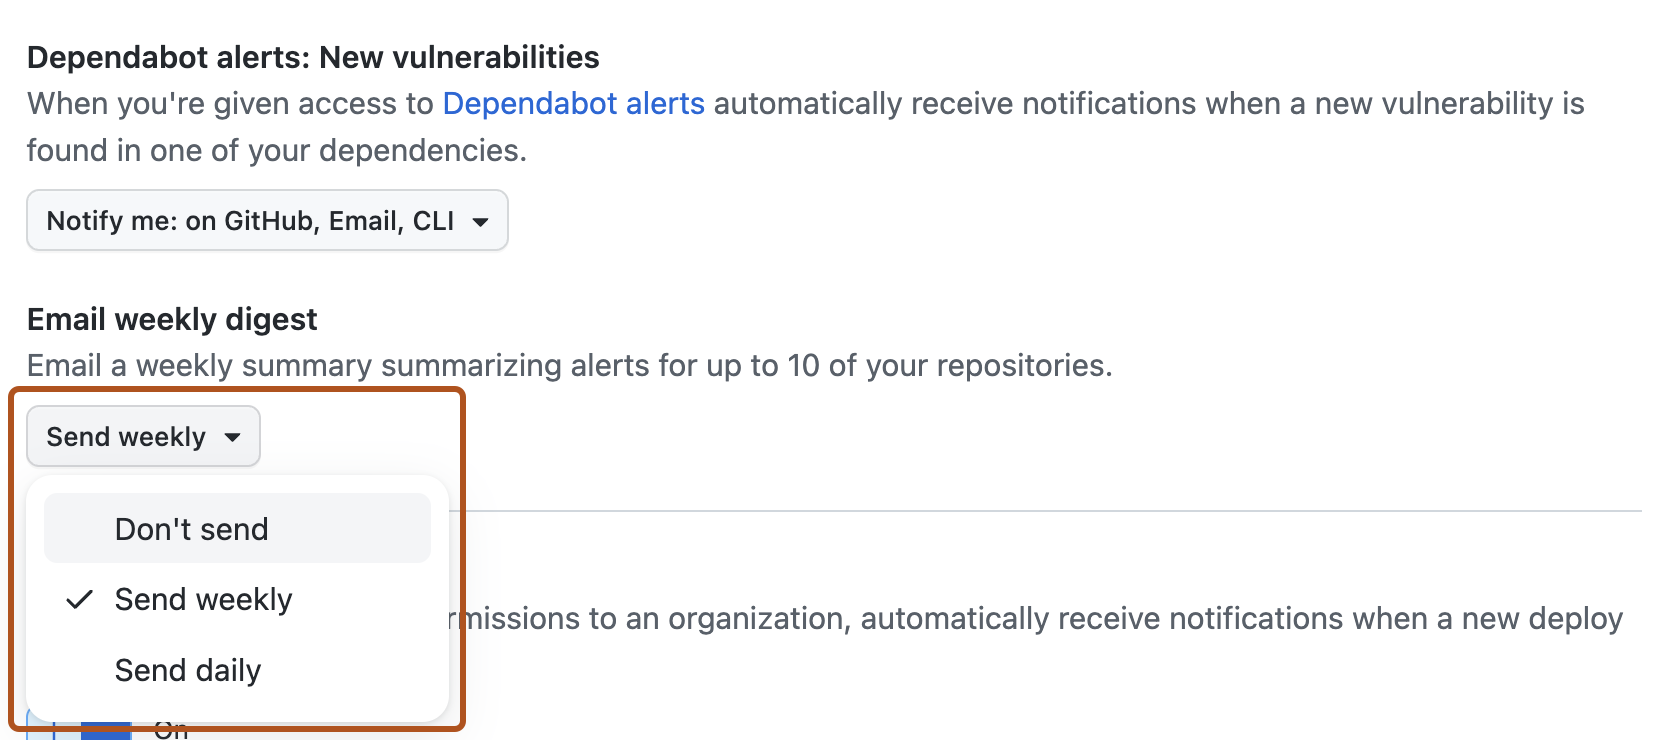 Dependabot alerts: New vulnerabilities
When you're given access to Dependabot alerts automatically receive notifications when a new vulnerability is
found in one of your dependencies.
Notify me: on GitHub, Email, CLI
Email weekly digest
Email a weekly summary summarizing alerts for up to 10 of your repositories.
Send weekly
Don't send
Send weekly
to an organization, automatically receive notifications when a new deploy
Send daily
On